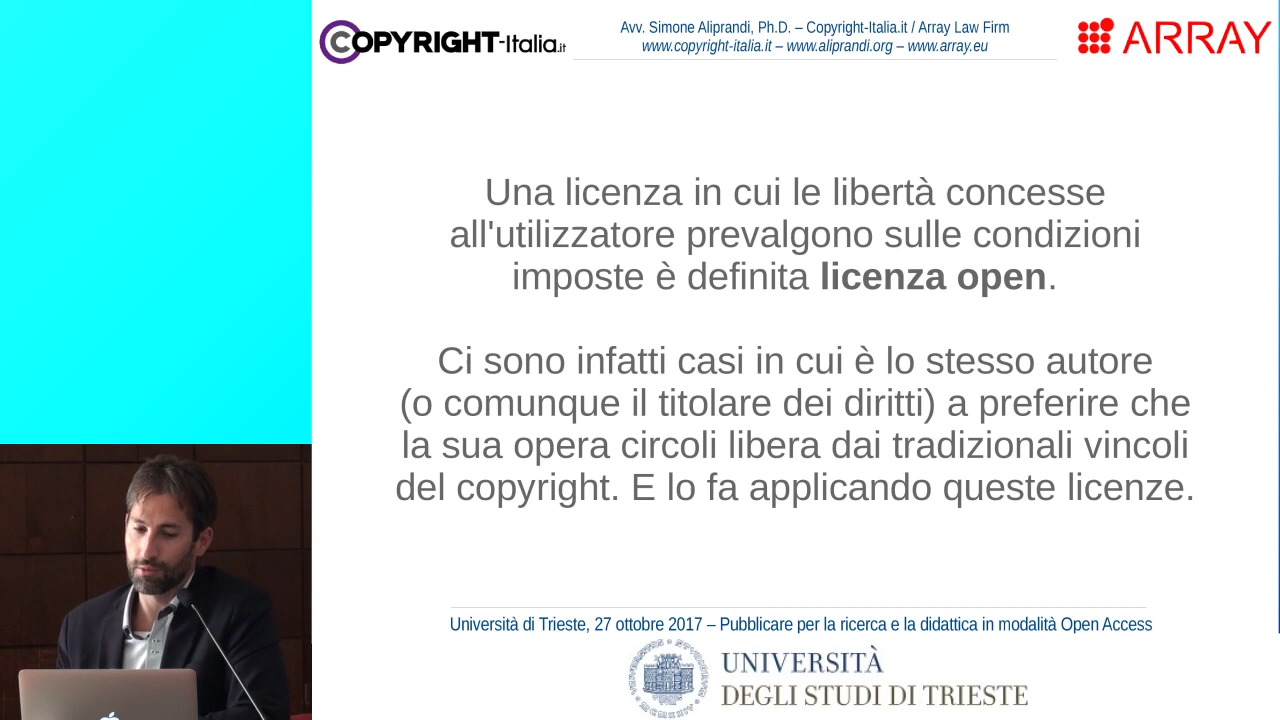 COPYRIGHT-Italia.it
Avv. Simone Aliprandi, Ph.D. – Copyright-Italia.it / Array Law Firm
www.copyright-italia.it – www.aliprandi.org – www.array.eu
ARRAY
Una licenza in cui le libertà concesse
all'utilizzatore prevalgono sulle condizioni
imposte è definita licenza open.
Ci sono infatti casi in cui è lo stesso autore
(o comunque il titolare dei diritti) a preferire che
la sua opera circoli libera dai tradizionali vincoli
del copyright. E lo fa applicando queste licenze.
Università di Trieste, 27 ottobre 2017 – Pubblicare per la ricerca e la didattica in modalità Open Access
UNIVERSITÀ
DEGLI STUDI DI TRIESTE